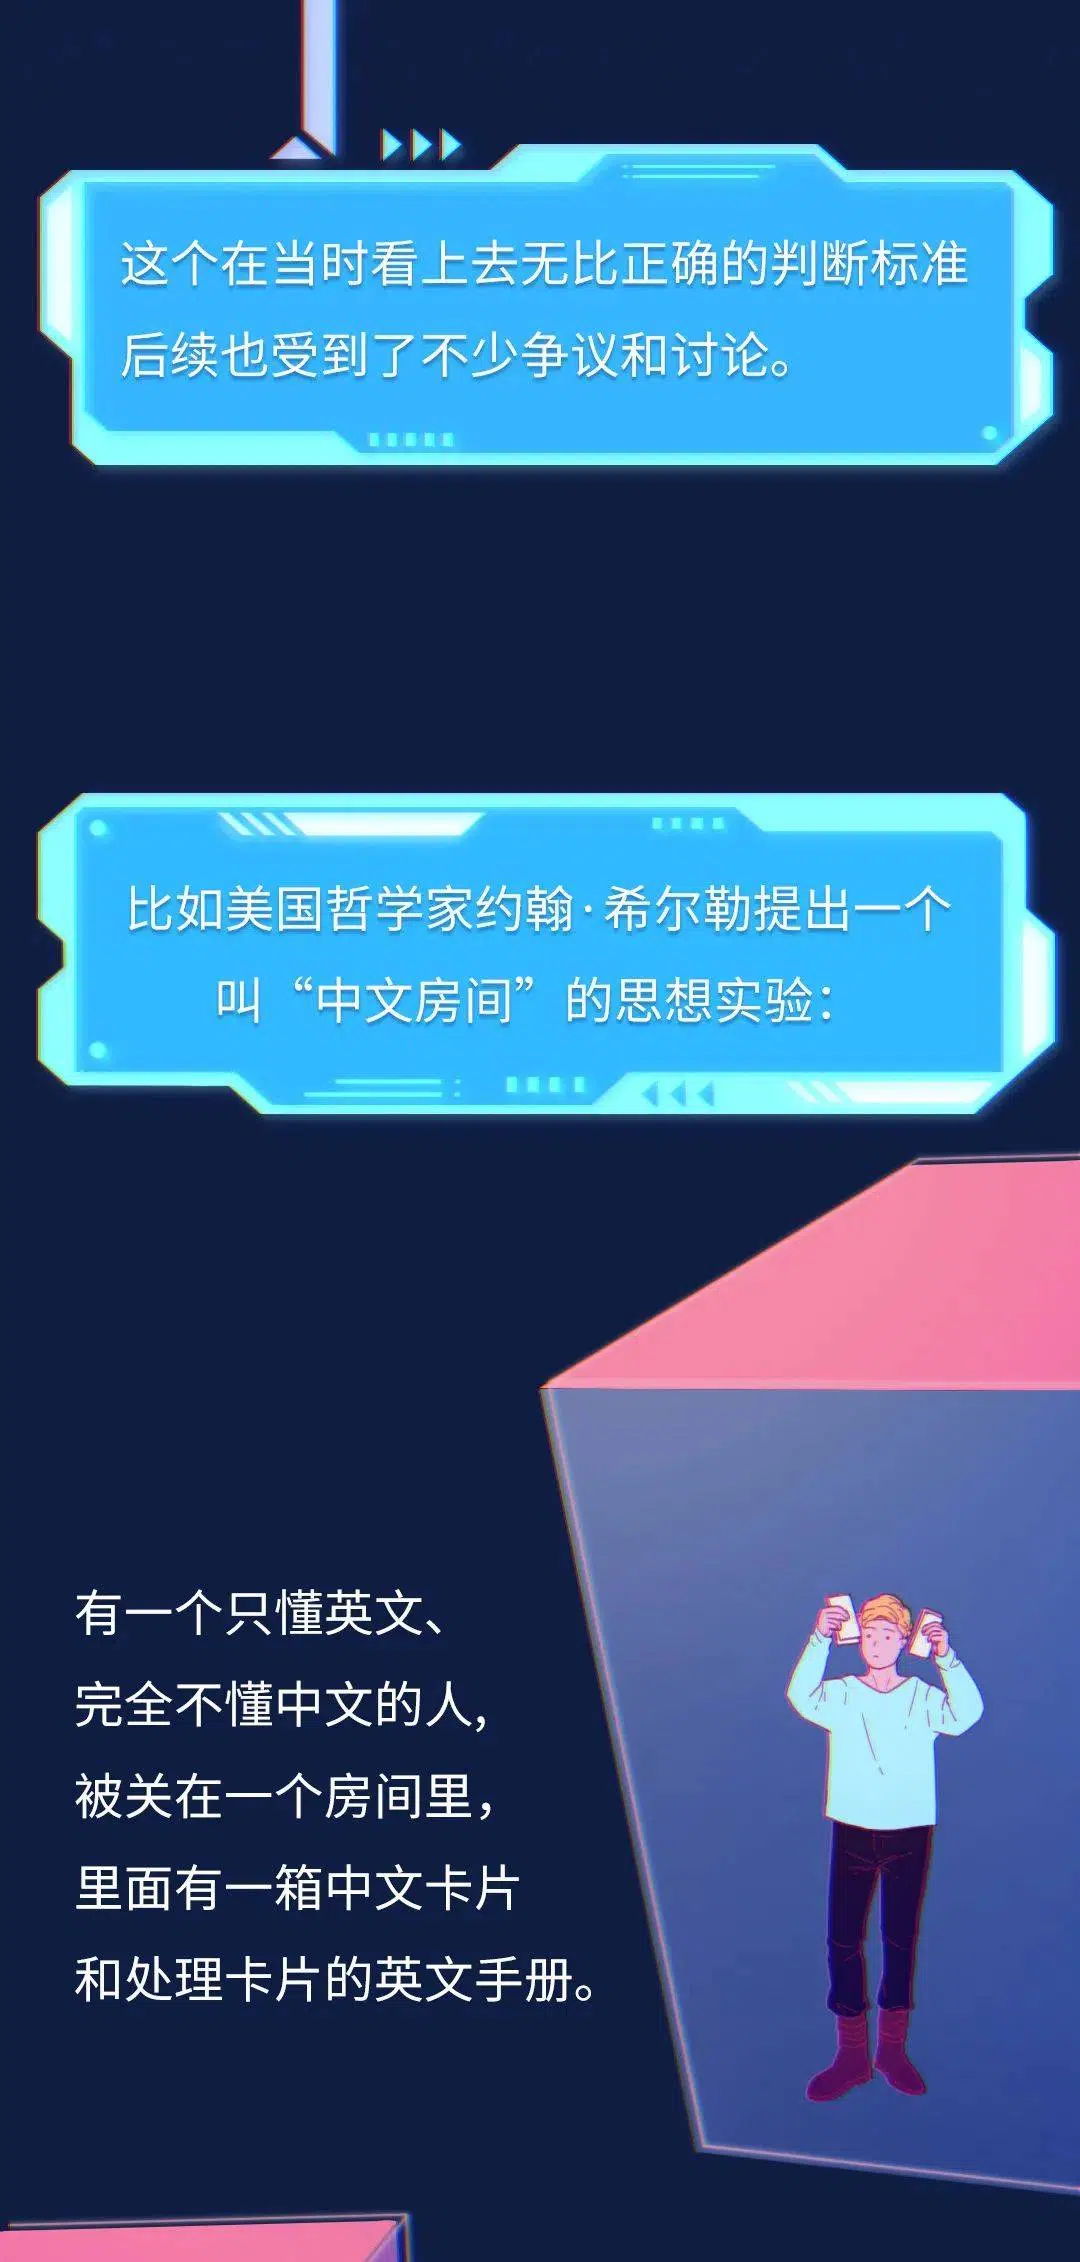 这个在当时看上去无比正确的判断标准
后续也受到了不少争议和讨论。
比如美国哲学家约翰·希尔勒提出一个
叫“中文房间”的思想实验：
有一个只懂英文、
完全不懂中文的人,
被关在一个房间里，
里面有一箱中文卡片
和处理卡片的英文手册。